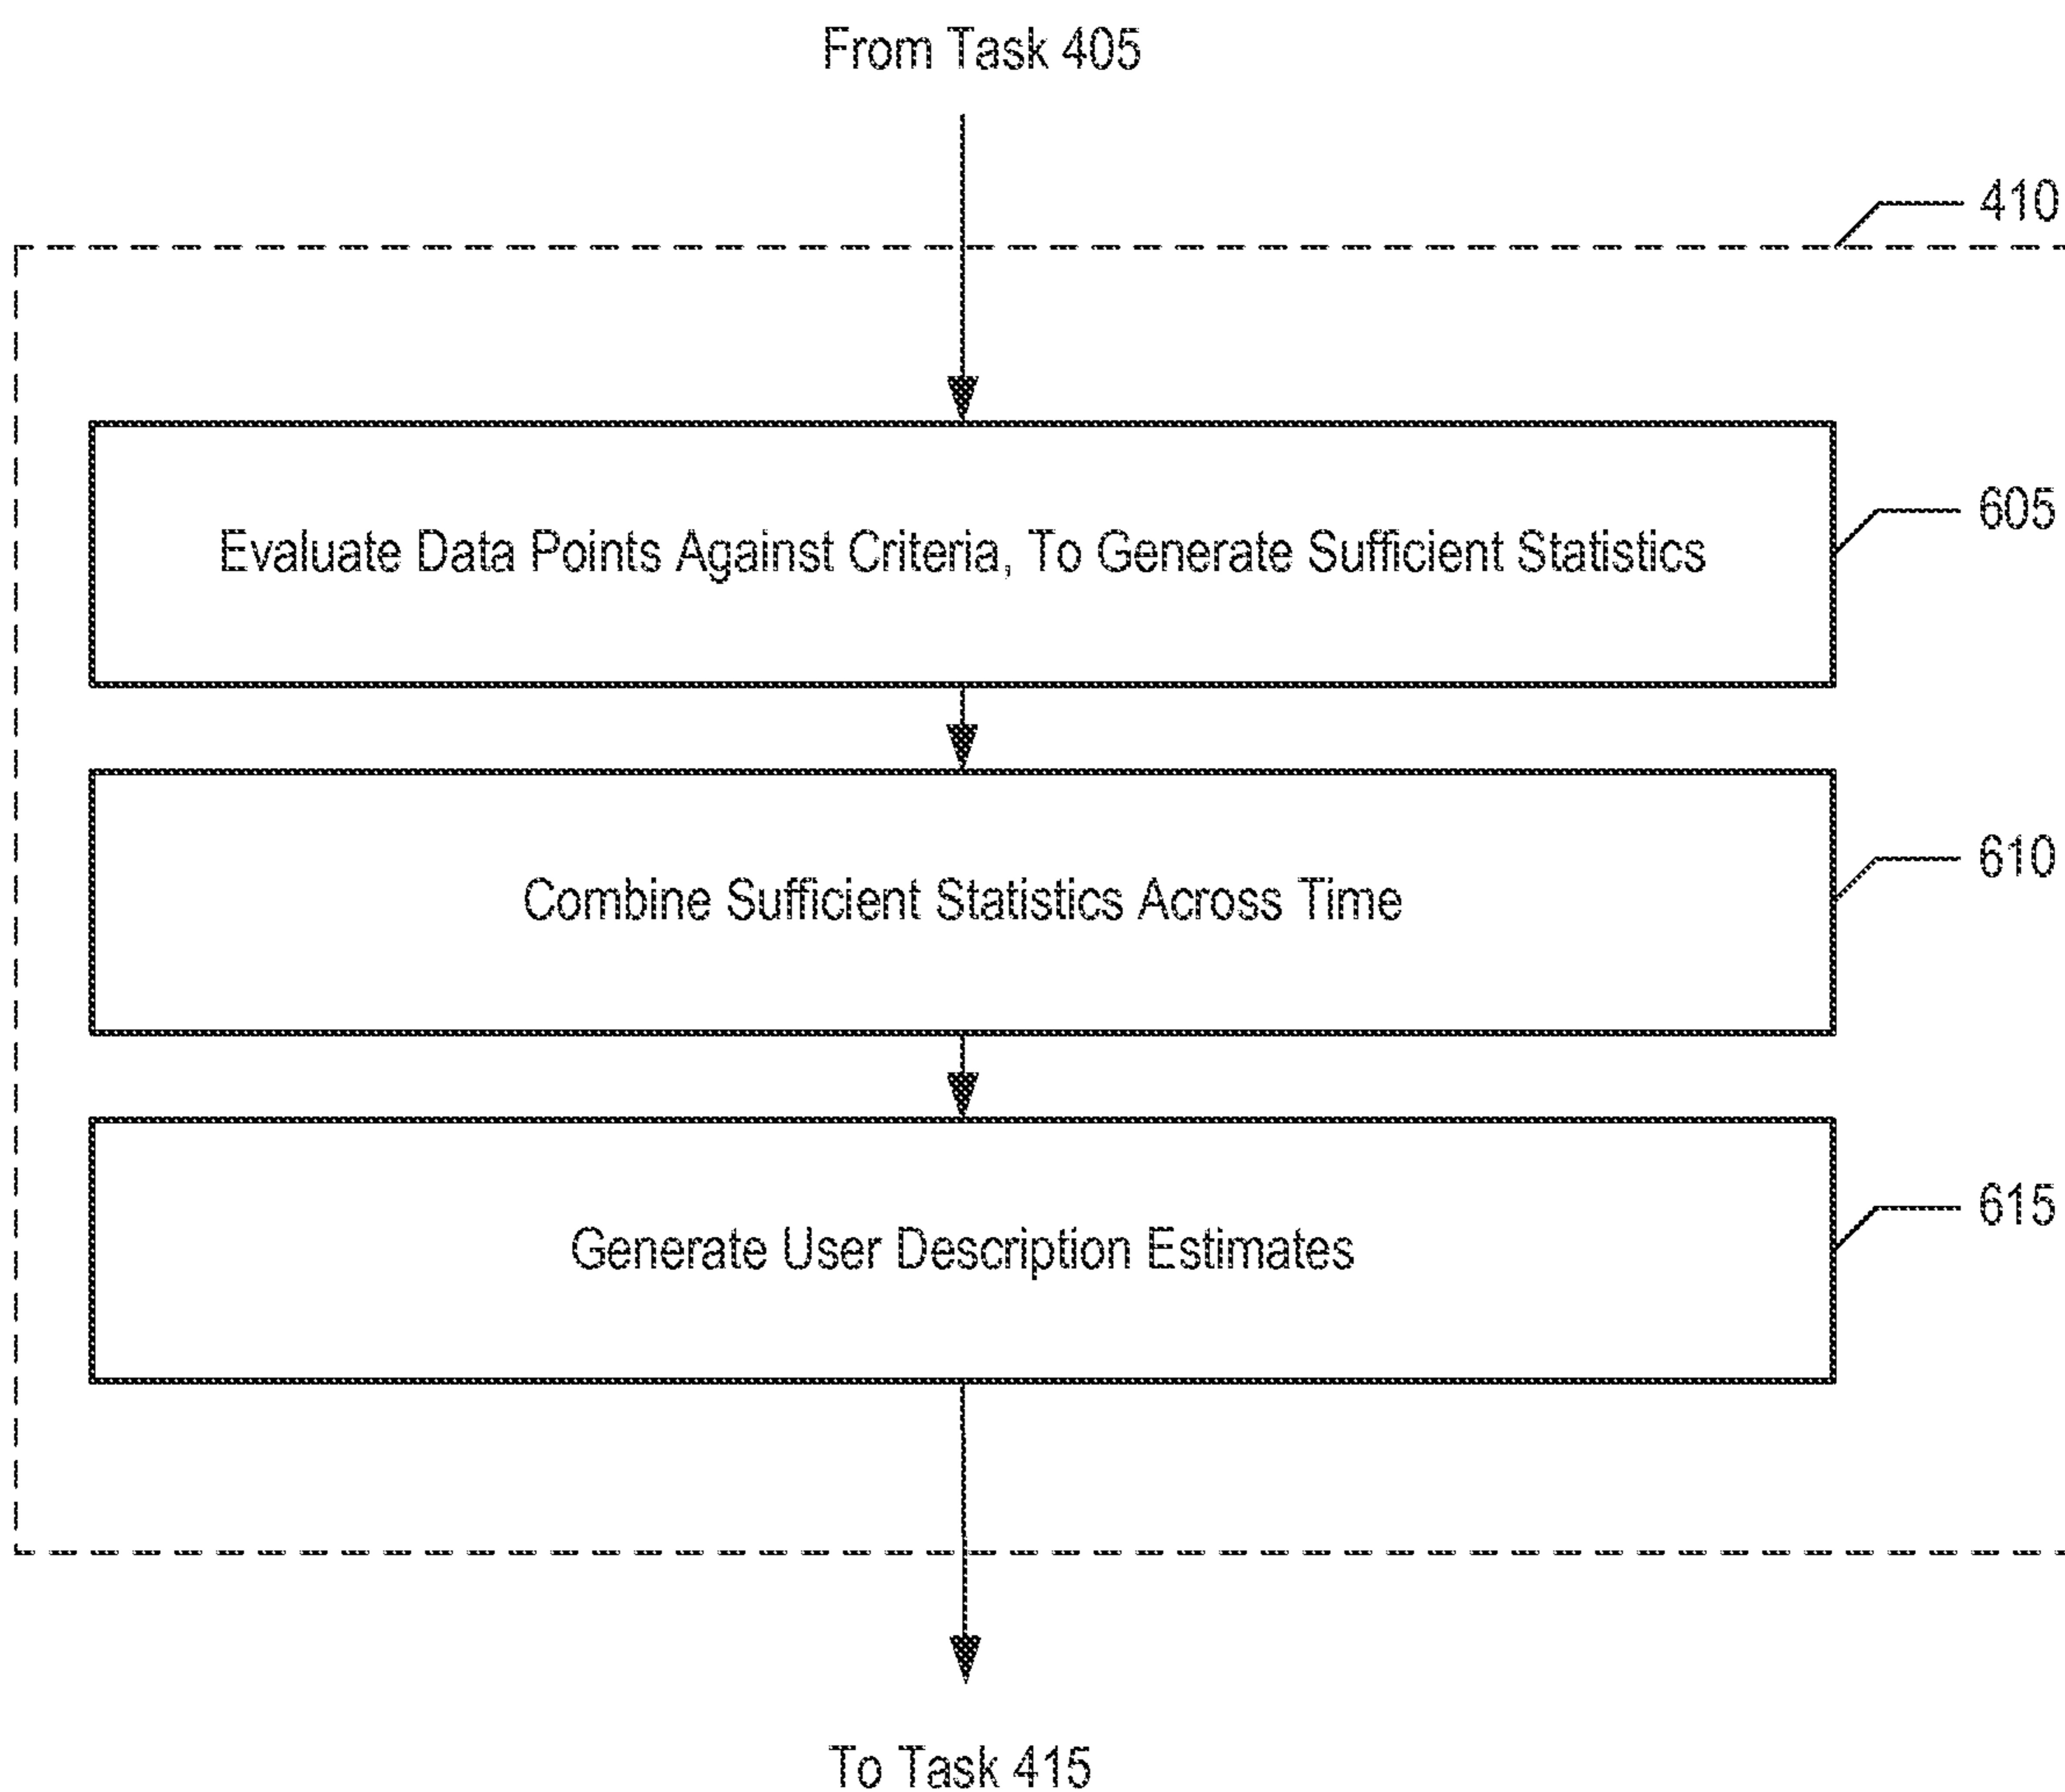 From Task 405
410
605
Evaluate Data Points Against Criteria, To Generate Sufficient Statistics
610
Combine Sufficient Statistics Across Time
615
Generate User Description Estimates
To Task 415